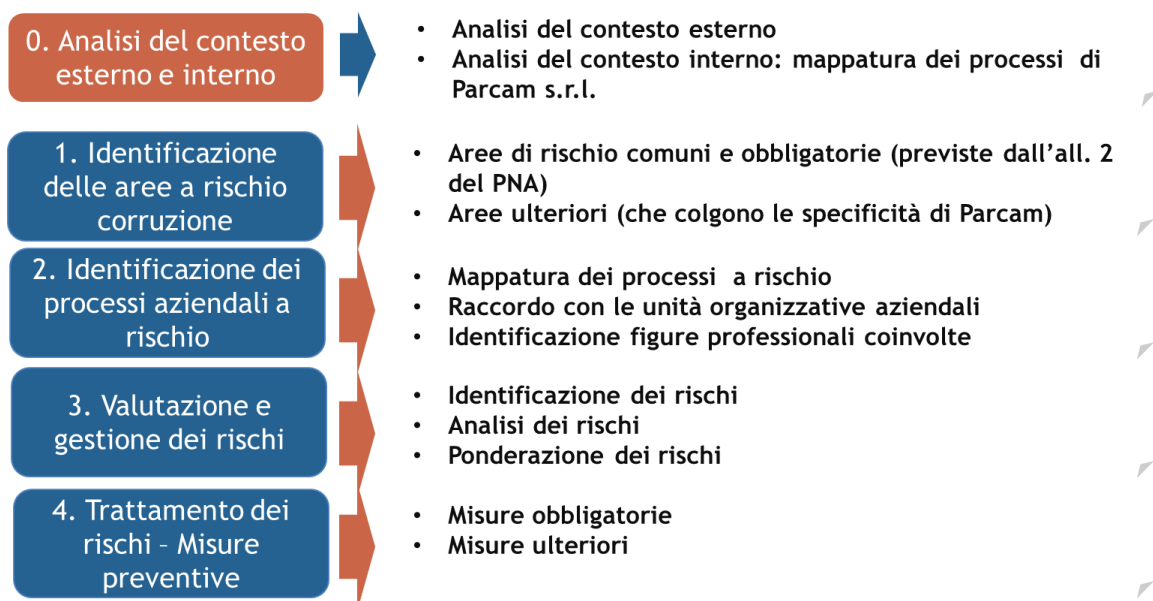 0. Analisi del contesto
esterno e interno
• Analisi del contesto esterno
• Analisi del contesto interno: mappatura dei processi di
Parcam s.r.l.
1. Identificazione
delle aree a rischio
corruzione
• Aree di rischio comuni e obbligatorie (previste dall’all. 2
del PNA)
• Aree ulteriori (che colgono le specificità di Parcam)
2. Identificazione dei
processi aziendali a
rischio
• Mappatura dei processi a rischio
• Raccordo con le unità organizzative aziendali
• Identificazione figure professionali coinvolte
3. Valutazione e
gestione dei rischi
• Identificazione dei rischi
• Analisi dei rischi
• Ponderazione dei rischi
4. Trattamento dei
rischi – Misure
preventive
• Misure obbligatorie
• Misure ulteriori